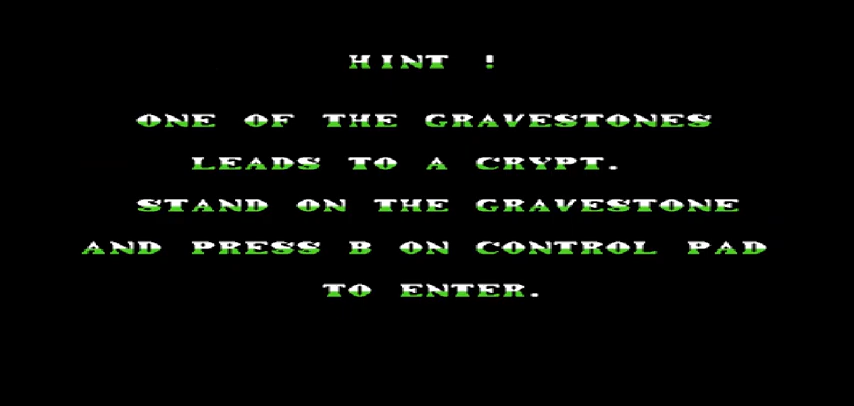 HINT !
ONE OF THE GRAVESTONES
LEADS TO A CRYPT.
STAND ON THE GRAVESTONE
AND PRESS B ON CONTROL PAD
TO ENTER.